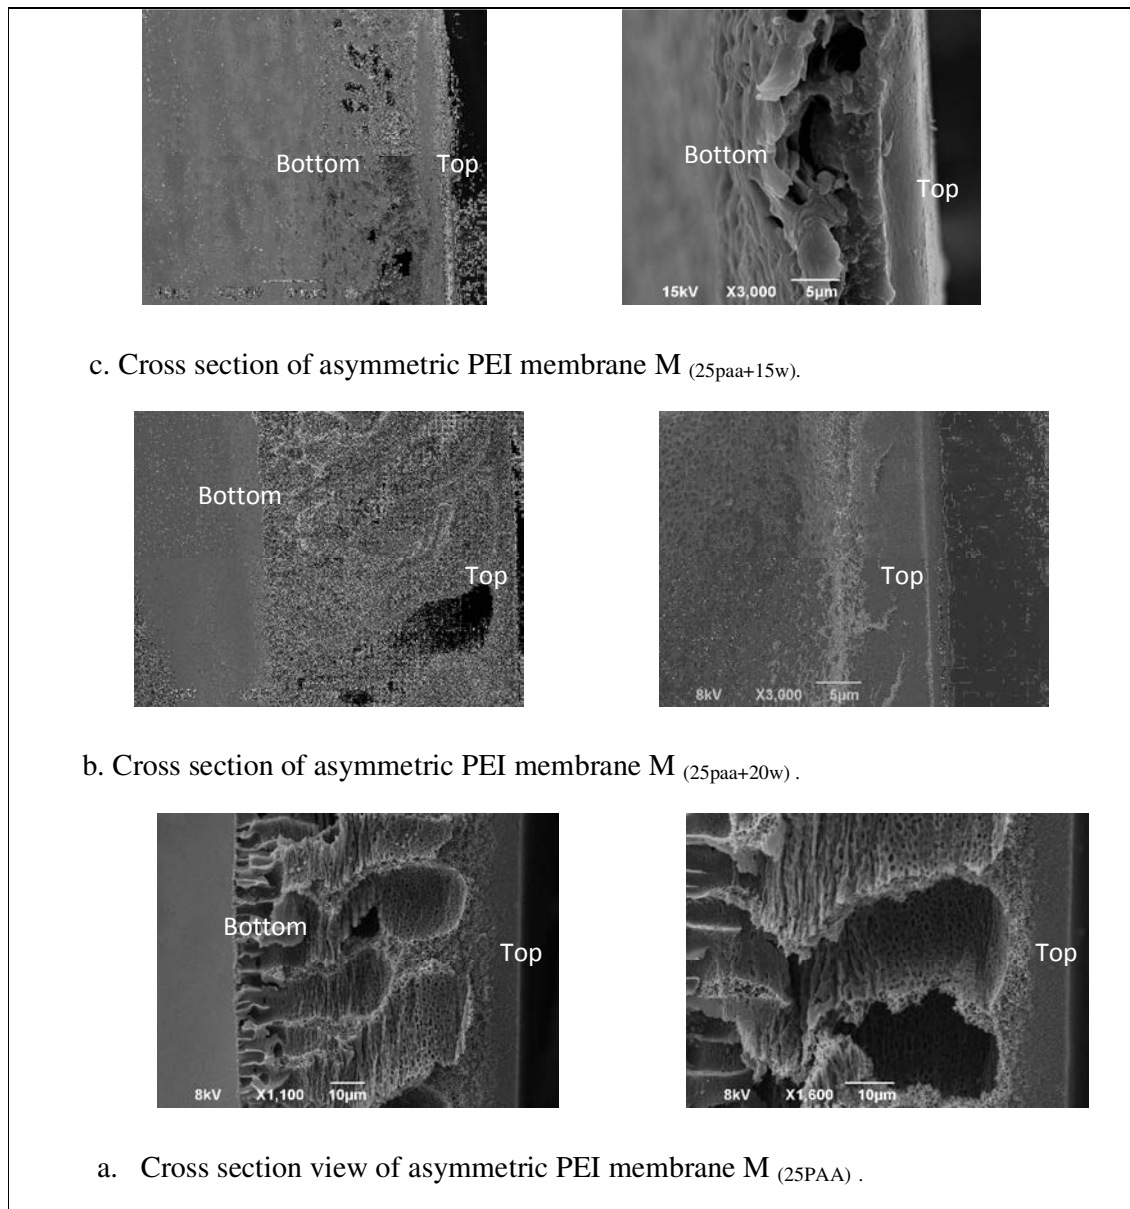 Bottom Top
Bottom
Top
15kV X3,000 5µm
c. Cross section of asymmetric PEI membrane M (25paa+15w).
Bottom
Top
Top
8kV X3,000 5µm
b. Cross section of asymmetric PEI membrane M (25paa+20w) .
Bottom
Top
8kV X1,100 10µm
Top
8kV X1,600 10µm
a. Cross section view of asymmetric PEI membrane M (25PAA) .